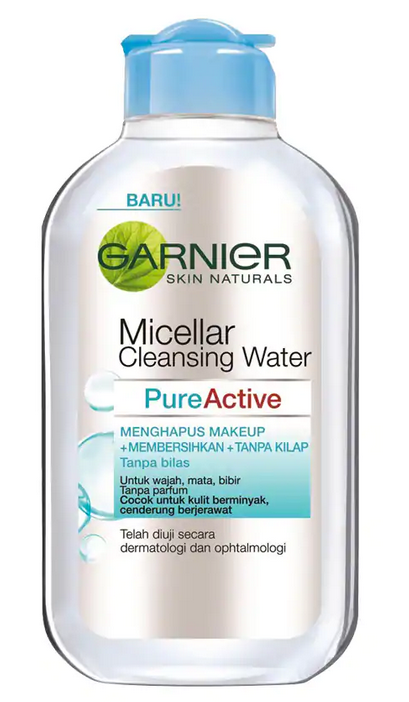 BARU!
GARNIER
SKIN NATURALS
Micellar
Cleansing Water
PureActive
MENGHAPUS MAKEUP
+MEMBERSIHKAN+TANPA KILAP
Tanpa bilas
Untuk wajah, mata, bibir
Tanpa parfum
Cocok untuk kulit berminyak,
cenderung berjerawat
Telah diuji secara
dermatologi dan ophtalmologi